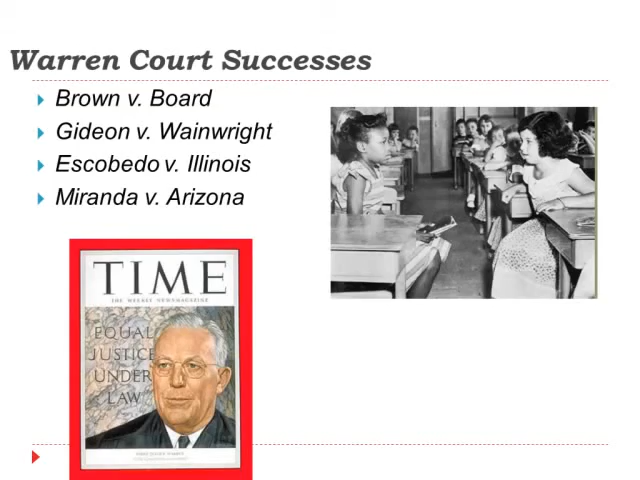 Warren Court Successes
Brown v. Board
Gideon v. Wainwright
Escobedo v. Illinois
Miranda v. Arizona
TIME
THE WEEKLY NEWSMAGAZINE
EQUAL
JUSTICE
UNDER
LAW